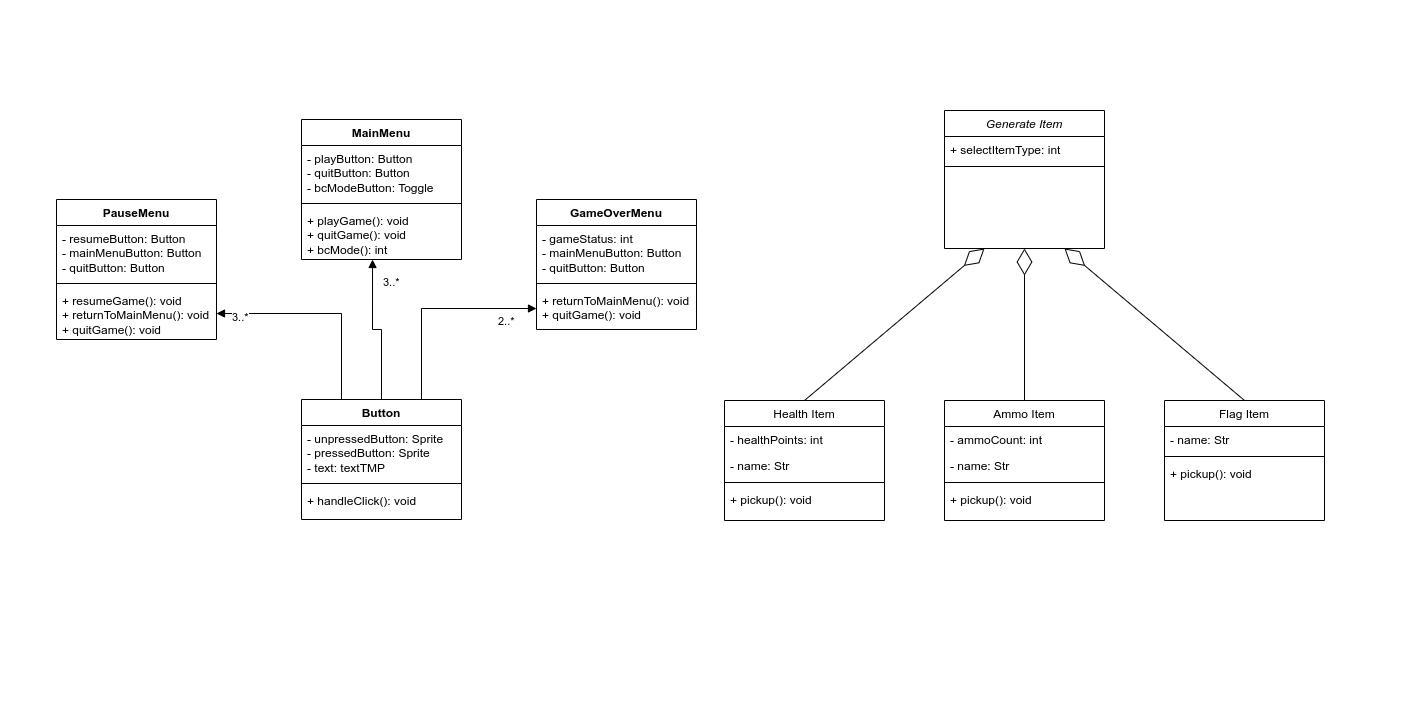 MainMenu
- playButton: Button
- quitButton: Button
- bcModeButton: Toggle
+ playGame(): void
+ quitGame(): void
+ bcMode(): int
PauseMenu
- resumeButton: Button
- mainMenuButton: Button
- quitButton: Button
+ resumeGame(): void
+ returnToMainMenu(): void
+ quitGame(): void
GameOverMenu
- gameStatus: int
- mainMenuButton: Button
- quitButton: Button
+ returnToMainMenu(): void
+ quitGame(): void
3..*
3..*
2..*
Button
- unpressedButton: Sprite
- pressedButton: Sprite
- text: textTMP
+ handleClick(): void
Generate Item
+ selectItemType: int
Health Item
- healthPoints: int
- name: Str
+ pickup(): void
Ammo Item
- ammoCount: int
- name: Str
+ pickup(): void
Flag Item
- name: Str
+ pickup(): void